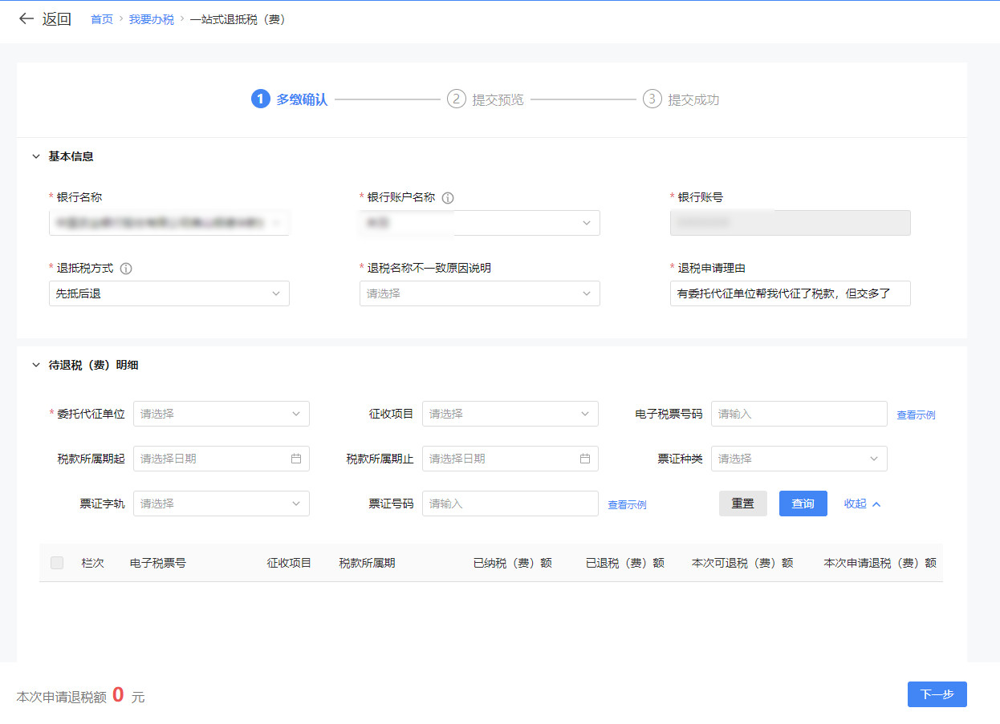 返回 首页 > 我要办税 > 一站式退抵税（费）
1 多缴确认 2 提交预览 3 提交成功
基本信息
* 银行名称 * 银行账户名称 * 银行账号
* 退抵税方式 * 退税名称不一致原因说明 * 退税申请理由
先抵后退 请选择 有委托代征单位帮我代征了税款，但交多了
待退税（费）明细
* 委托代征单位 请选择 征收项目 请选择 电子税票号码 请输入 查看示例
税款所属期起 请选择日期 税款所属期止 请选择日期 票证种类 请选择
票证字轨 请选择 票证号码 请输入 查看示例 重置 查询 收起
栏次 电子税票号 征收项目 税款所属期 已纳税（费）额 已退税（费）额 本次可退税（费）额 本次申请退税（费）额
本次申请退税额 0 元 下一步